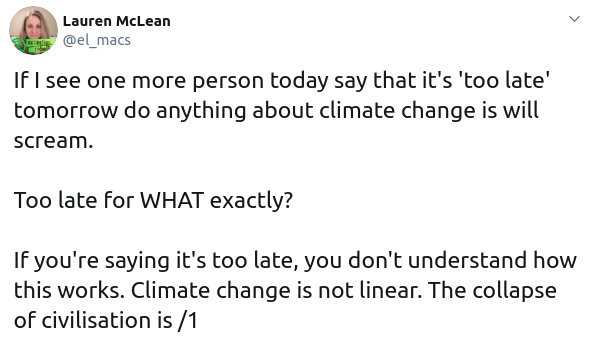 Lauren McLean
@el_macs
If I see one more person today say that it's 'too late'
tomorrow do anything about climate change is will
scream.
Too late for WHAT exactly?
If you're saying it's too late, you don't understand how
this works. Climate change is not linear. The collapse
of civilisation is /1